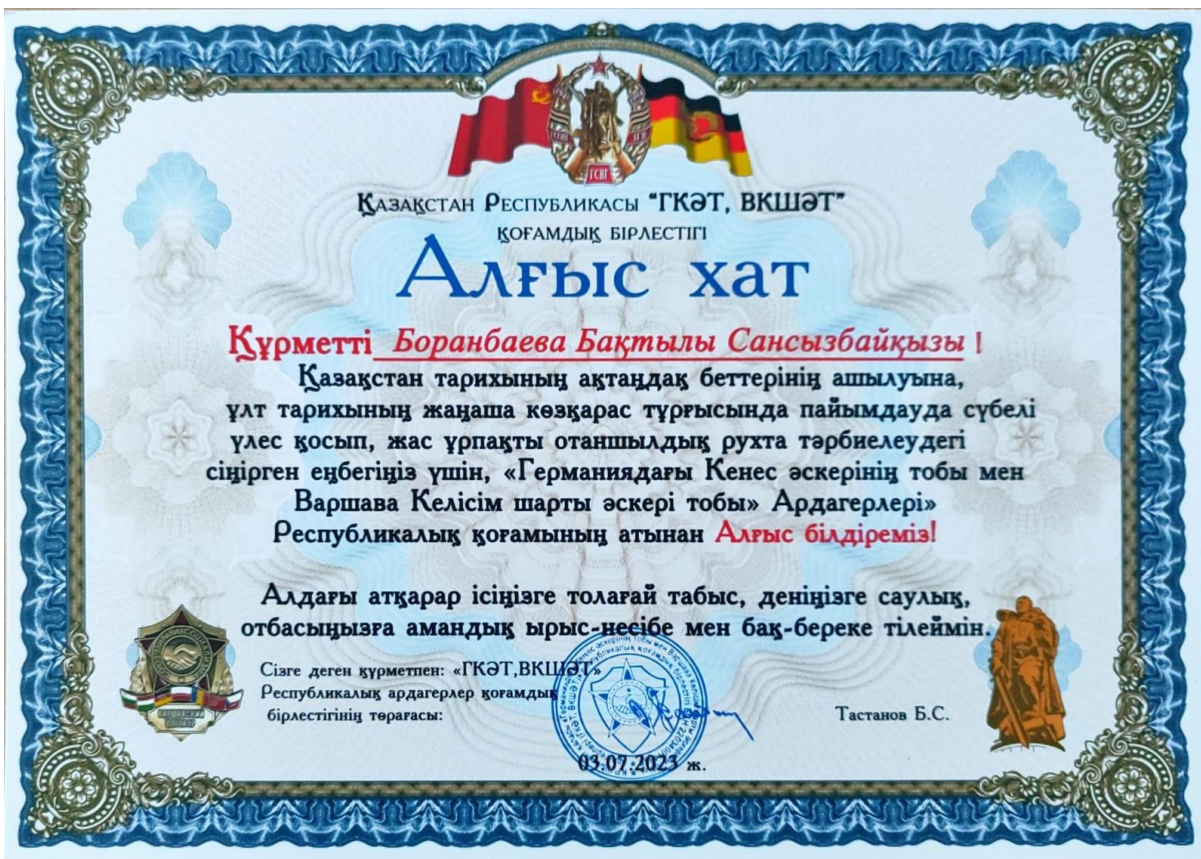 ГСВГ
Қазақстан Республикасы "ГКӘТ, ВКШӘТ"
қоғамдық бірлестігі
Алғыс хат
Құрметті Боранбаева Бақтылы Сансызбайқызы !
Қазақстан тарихының ақтаңдақ беттерінің ашылуына,
ұлт тарихының жаңаша көзқарас тұрғысында пайымдауда сүбелі
үлес қосып, жас ұрпақты отаншылдық рухта тәрбиелеудегі
сіңірген еңбегіңіз үшін, «Германиядағы Кенес әскерінің тобы мен
Варшава Келісім шарты әскері тобы» Ардагерлері»
Республикалық қоғамының атынан Алғыс білдіреміз!
Алдағы атқарар ісіңізге толағай табыс, деніңізге саулық,
отбасыңызға амандық ырыс-несібе мен бақ-береке тілеймін.
Сізге деген құрметпен: «ГКӘТ,ВКШӘТ»
Республикалық ардагерлер қоғамдық
бірлестігінің төрағасы:
Тастанов Б.С.
03.07.2023 ж.
ВАРШАВСКИЙ
ДОГОВОР